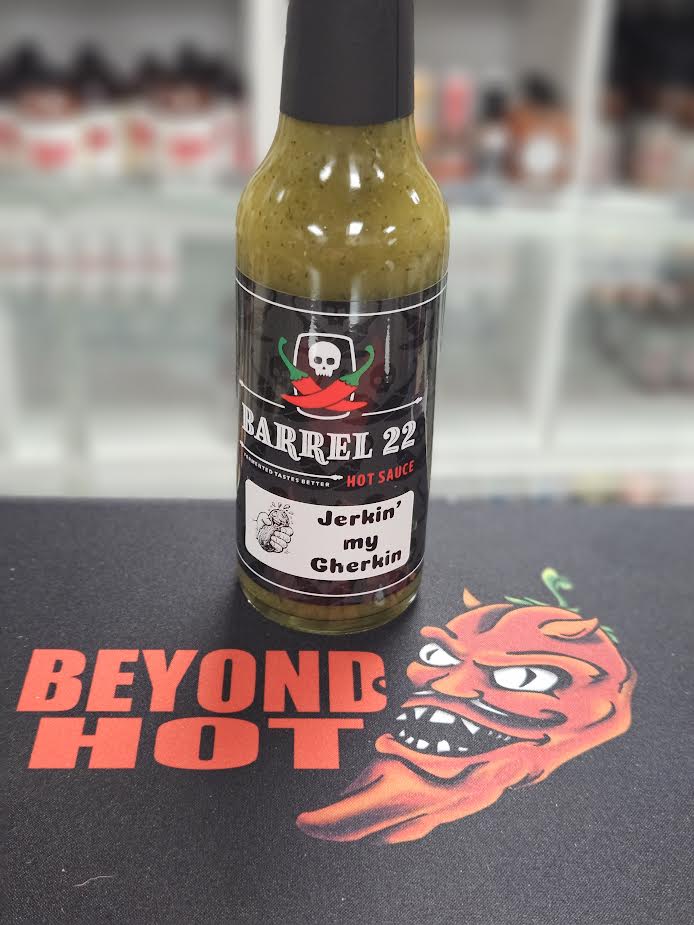 BARREL 22
FERMENTED TASTES BETTER
HOT SAUCE
Jerkin'
my
Gherkin
BEYOND
HOT